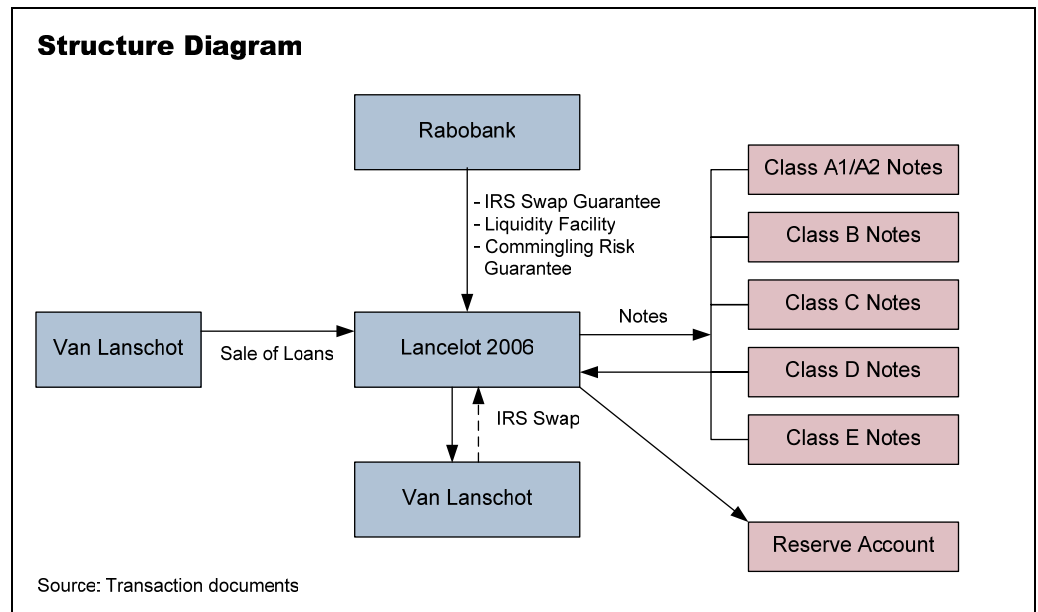 Structure Diagram
Rabobank
- IRS Swap Guarantee
- Liquidity Facility
- Commingling Risk
Guarantee
Class A1/A2 Notes
Class B Notes
Class C Notes
Class D Notes
Class E Notes
Van Lanschot
Sale of Loans
Lancelot 2006
Notes
IRS Swap
Van Lanschot
Reserve Account
Source: Transaction documents